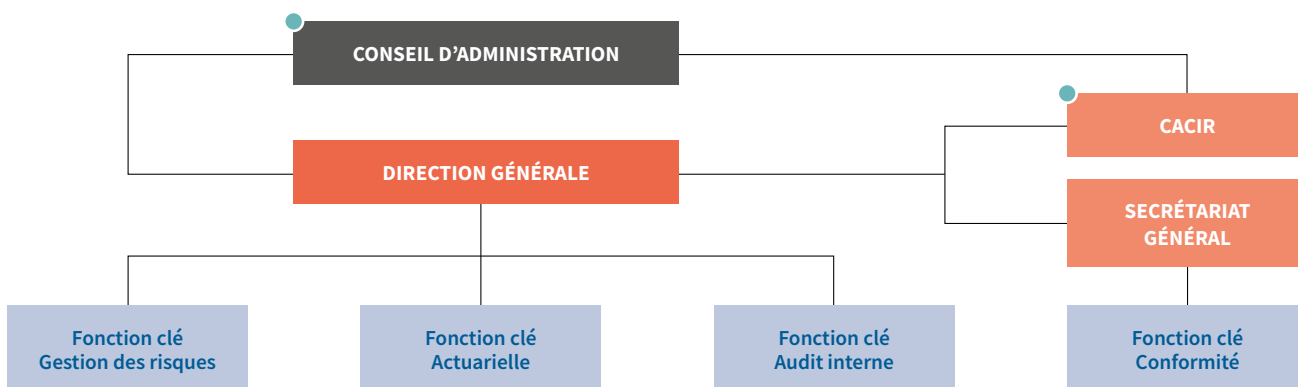 CONSEIL D’ADMINISTRATION
CACIR
DIRECTION GÉNÉRALE
SECRÉTARIAT
GÉNÉRAL
Fonction clé
Gestion des risques
Fonction clé
Actuarielle
Fonction clé
Audit interne
Fonction clé
Conformité